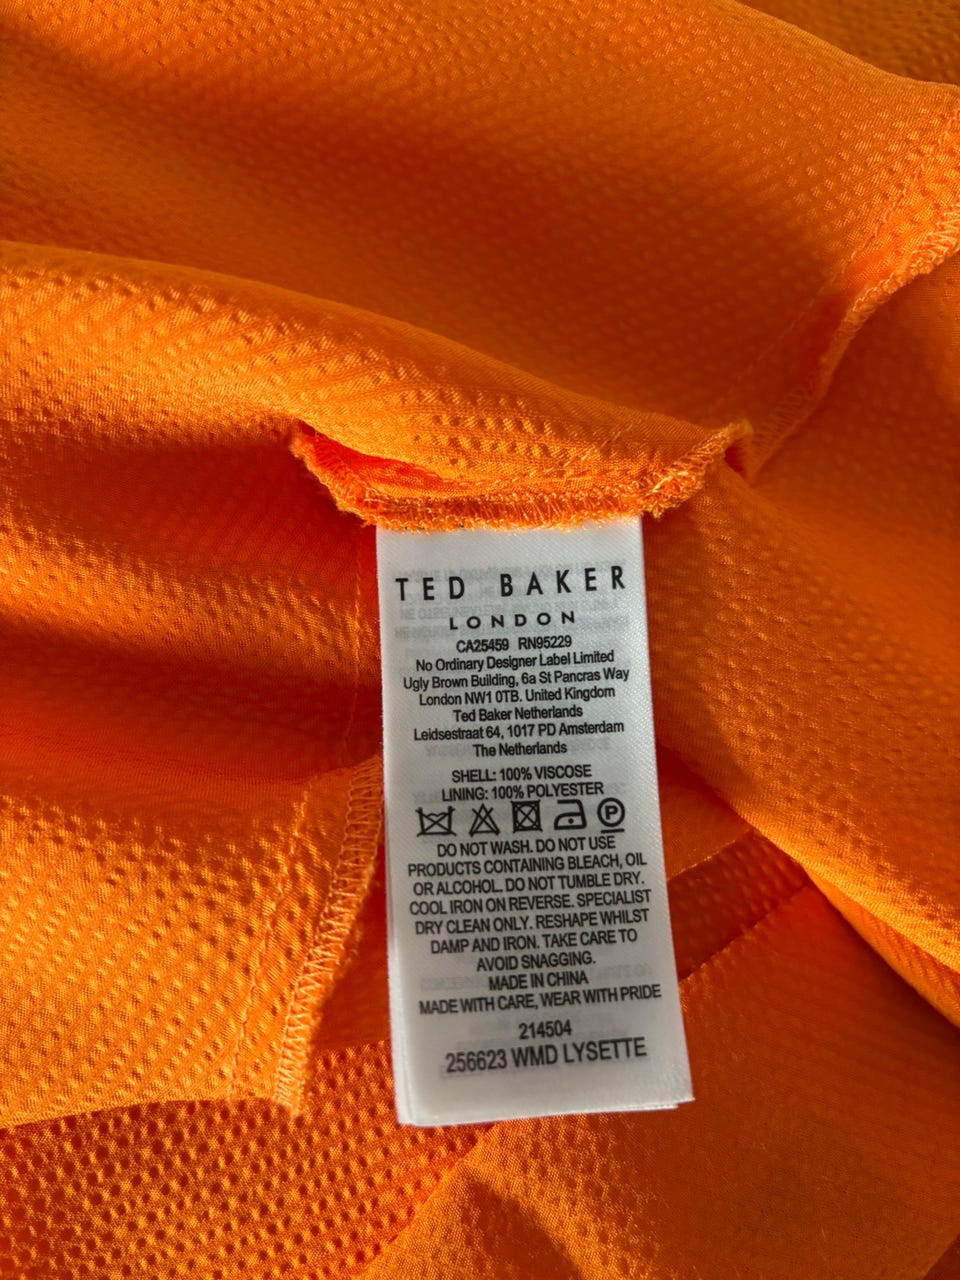 TED BAKER
LONDON
CA25459 RN95229
No Ordinary Designer Label Limited
Ugly Brown Building, 6a St Pancras Way
London NW1 0TB. United Kingdom
Ted Baker Netherlands
Leidsestraat 64, 1017 PD Amsterdam
The Netherlands
SHELL: 100% VISCOSE
LINING: 100% POLYESTER
P
DO NOT WASH. DO NOT USE
PRODUCTS CONTAINING BLEACH, OIL
OR ALCOHOL. DO NOT TUMBLE DRY.
COOL IRON ON REVERSE. SPECIALIST
DRY CLEAN ONLY. RESHAPE WHILST
DAMP AND IRON. TAKE CARE TO
AVOID SNAGGING.
MADE IN CHINA
MADE WITH CARE, WEAR WITH PRIDE
214504
256623 WMD LYSETTE